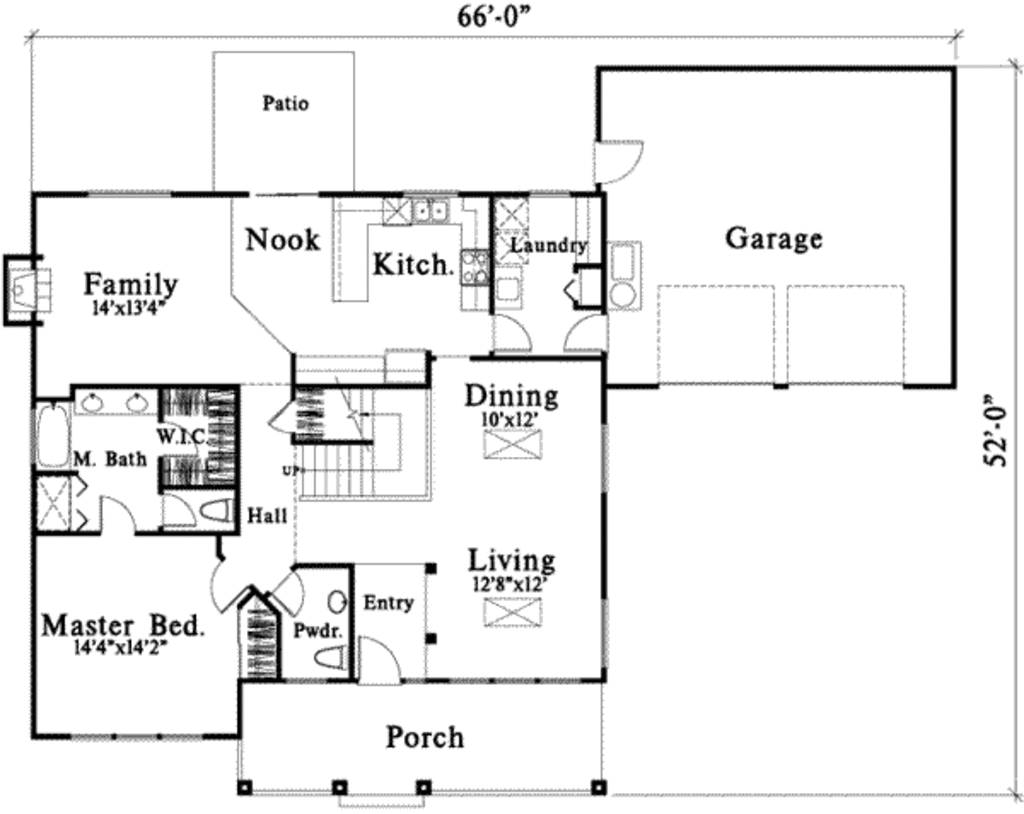 66'-0"
Patio
Nook
Kitch.
Laundry
Garage
Family
14'x13'4"
Dining
10'x12'
52'-0"
W.I.C.
M. Bath
UP
Hall
Living
12'8"x12'
Entry
Pwdr.
Master Bed.
14'4"x14'2"
Porch